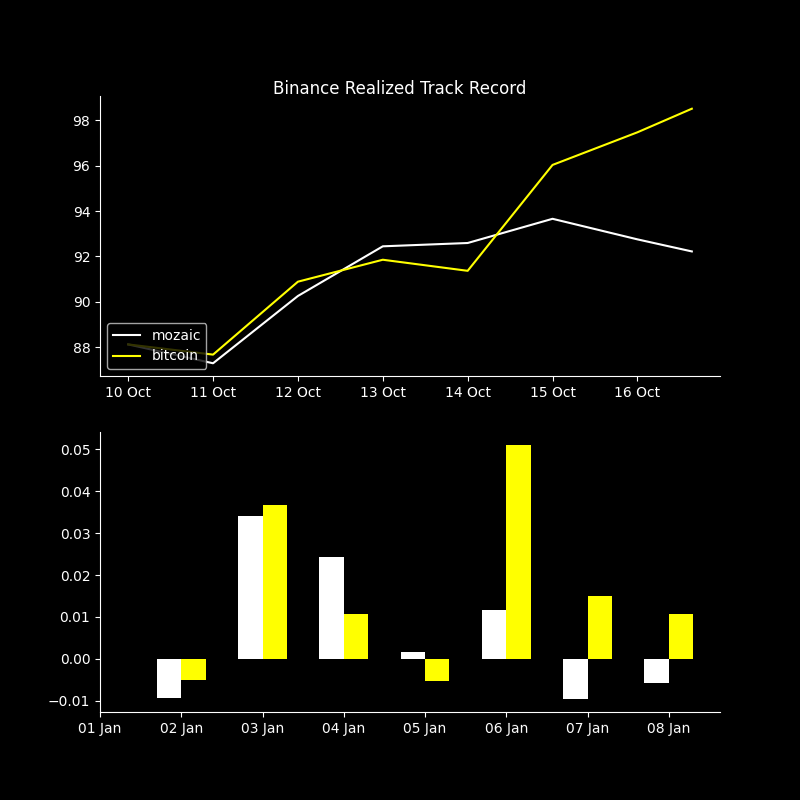 Binance Realized Track Record
98
96
94
92
90
88
mozaic
bitcoin
10 Oct 11 Oct 12 Oct 13 Oct 14 Oct 15 Oct 16 Oct
0.05
0.04
0.03
0.02
0.01
0.00
−0.01
01 Jan 02 Jan 03 Jan 04 Jan 05 Jan 06 Jan 07 Jan 08 Jan